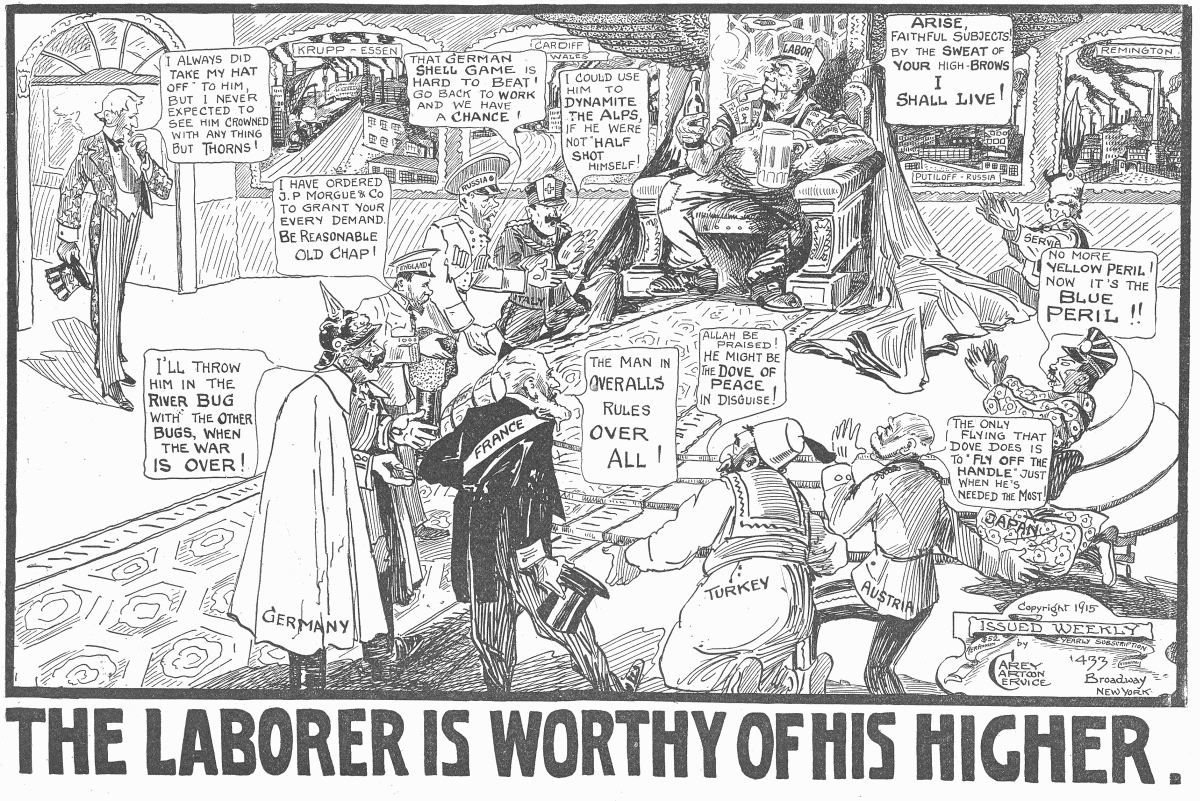 I ALWAYS DID
TAKE MY HAT
OFF TO HIM,
BUT I NEVER
EXPECTED TO
SEE HIM CROWNED
WITH ANY THING
BUT THORNS!
KRUPP - ESSEN
THAT GERMAN
SHELL GAME IS
HARD TO BEAT!
GO BACK TO WORK
AND WE HAVE
A CHANCE!
CARDIFF
WALES
I COULD USE
HIM TO
DYNAMITE
THE ALPS,
IF HE WERE
NOT "HALF
SHOT"
HIMSELF!
LABOR
ARISE,
FAITHFUL SUBJECTS!
BY THE SWEAT OF
YOUR HIGH-BROWS
I
SHALL LIVE!
REMINGTON
PUTILOFF - RUSSIA
I HAVE ORDERED
J.P. MORGUE & CO
TO GRANT YOUR
EVERY DEMAND.
BE REASONABLE
OLD CHAP!
RUSSIA
ENGLAND
ITALY
SERVIA
NO MORE
YELLOW PERIL!
NOW IT'S THE
BLUE
PERIL!!
I'LL THROW
HIM IN THE
RIVER BUG
WITH THE OTHER
BUGS, WHEN
THE WAR
IS OVER!
THE MAN IN
OVERALLS
RULES
OVER
ALL!
ALLAH BE
PRAISED!
HE MIGHT BE
THE DOVE OF
PEACE
IN DISGUISE!
THE ONLY
FLYING THAT
DOVE DOES IS
TO "FLY OFF THE
HANDLE" JUST
WHEN HE'S
NEEDED THE MOST!
FRANCE
GERMANY
TURKEY
AUSTRIA
JAPAN
Copyright 1915
ISSUED WEEKLY
$52 YEARLY SUBSCRIPTION
by
CAREY
CARTOON
SERVICE
1433
Broadway
NEW YORK
THE LABORER IS WORTHY OF HIS HIGHER.